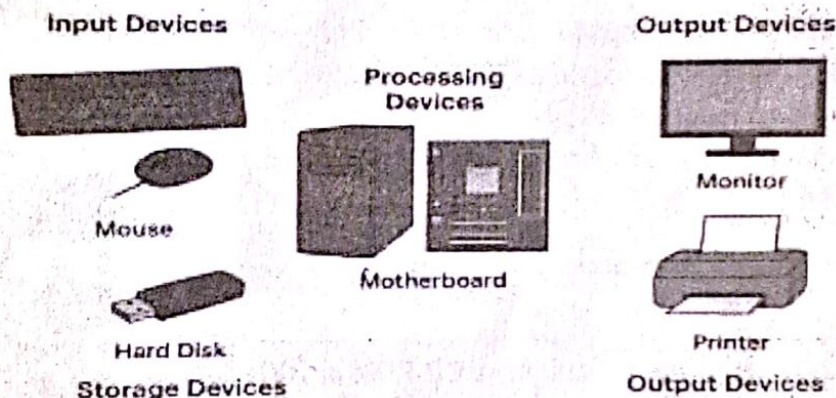 Input Devices
Output Devices
Processing
Devices
Mouse
Monitor
Motherboard
Hard Disk
Printer
Storage Devices
Output Devices